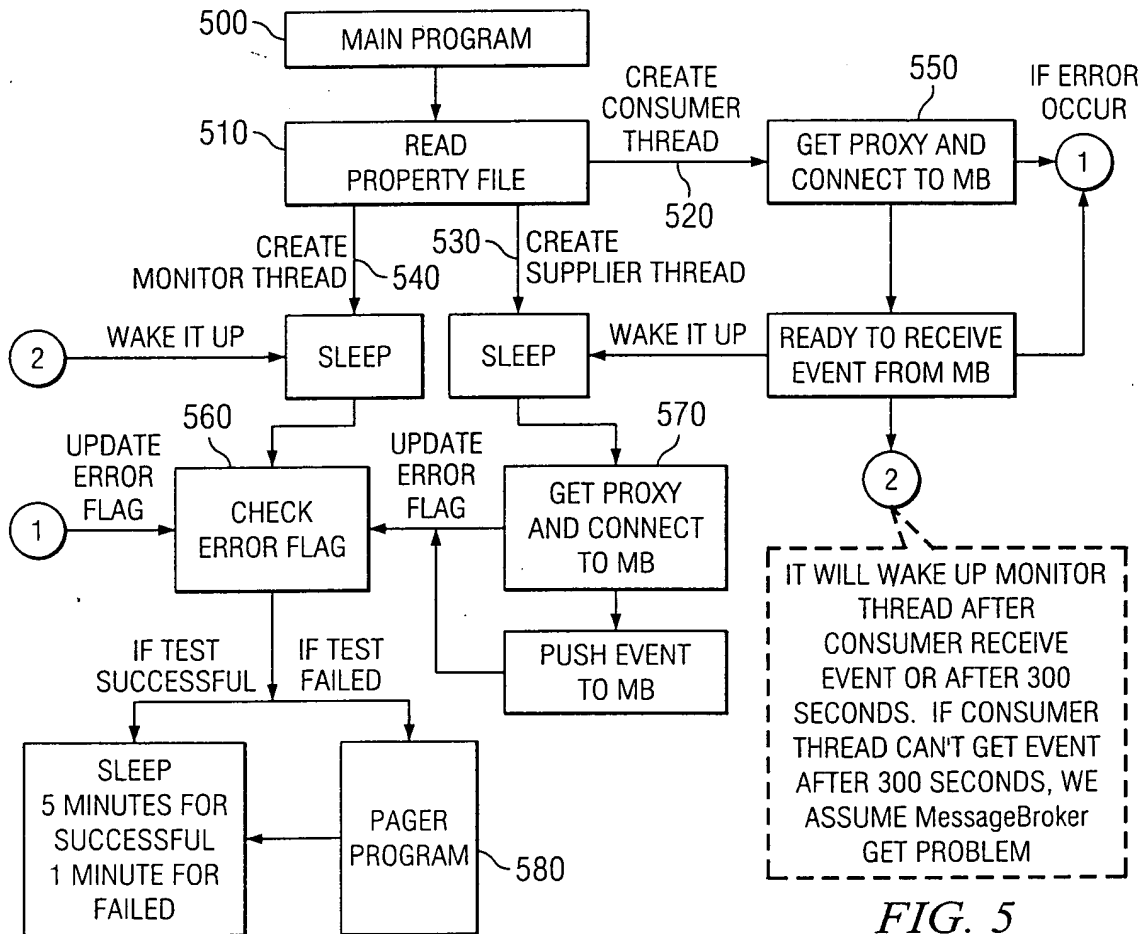 500
MAIN PROGRAM
510
READ
PROPERTY FILE
CREATE
CONSUMER
THREAD
520
550
GET PROXY AND
CONNECT TO MB
IF ERROR
OCCUR
1
CREATE
MONITOR THREAD
540
530
CREATE
SUPPLIER THREAD
2
WAKE IT UP
SLEEP
SLEEP
WAKE IT UP
READY TO RECEIVE
EVENT FROM MB
2
560
UPDATE
ERROR
FLAG
1
CHECK
ERROR FLAG
UPDATE
ERROR
FLAG
570
GET PROXY
AND CONNECT
TO MB
PUSH EVENT
TO MB
IF TEST
SUCCESSFUL
IF TEST
FAILED
SLEEP
5 MINUTES FOR
SUCCESSFUL
1 MINUTE FOR
FAILED
PAGER
PROGRAM
580
IT WILL WAKE UP MONITOR
THREAD AFTER
CONSUMER RECEIVE
EVENT OR AFTER 300
SECONDS. IF CONSUMER
THREAD CAN'T GET EVENT
AFTER 300 SECONDS, WE
ASSUME MessageBroker
GET PROBLEM
FIG. 5